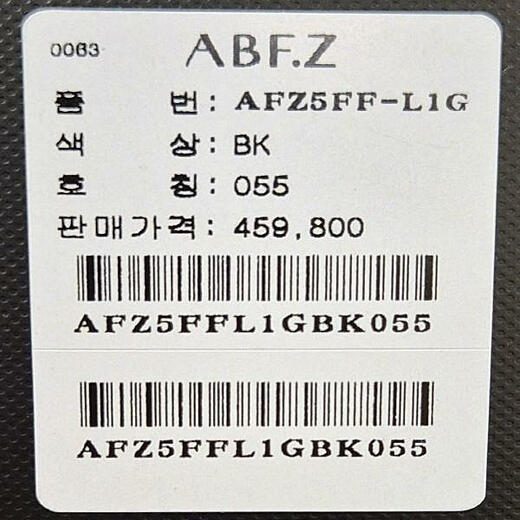 0063 ABF.Z
품 번: AFZ5FF-L1G
색 상: BK
호 칭: 055
판매가격: 459,800
AFZ5FFL1GBK055
AFZ5FFL1GBK055